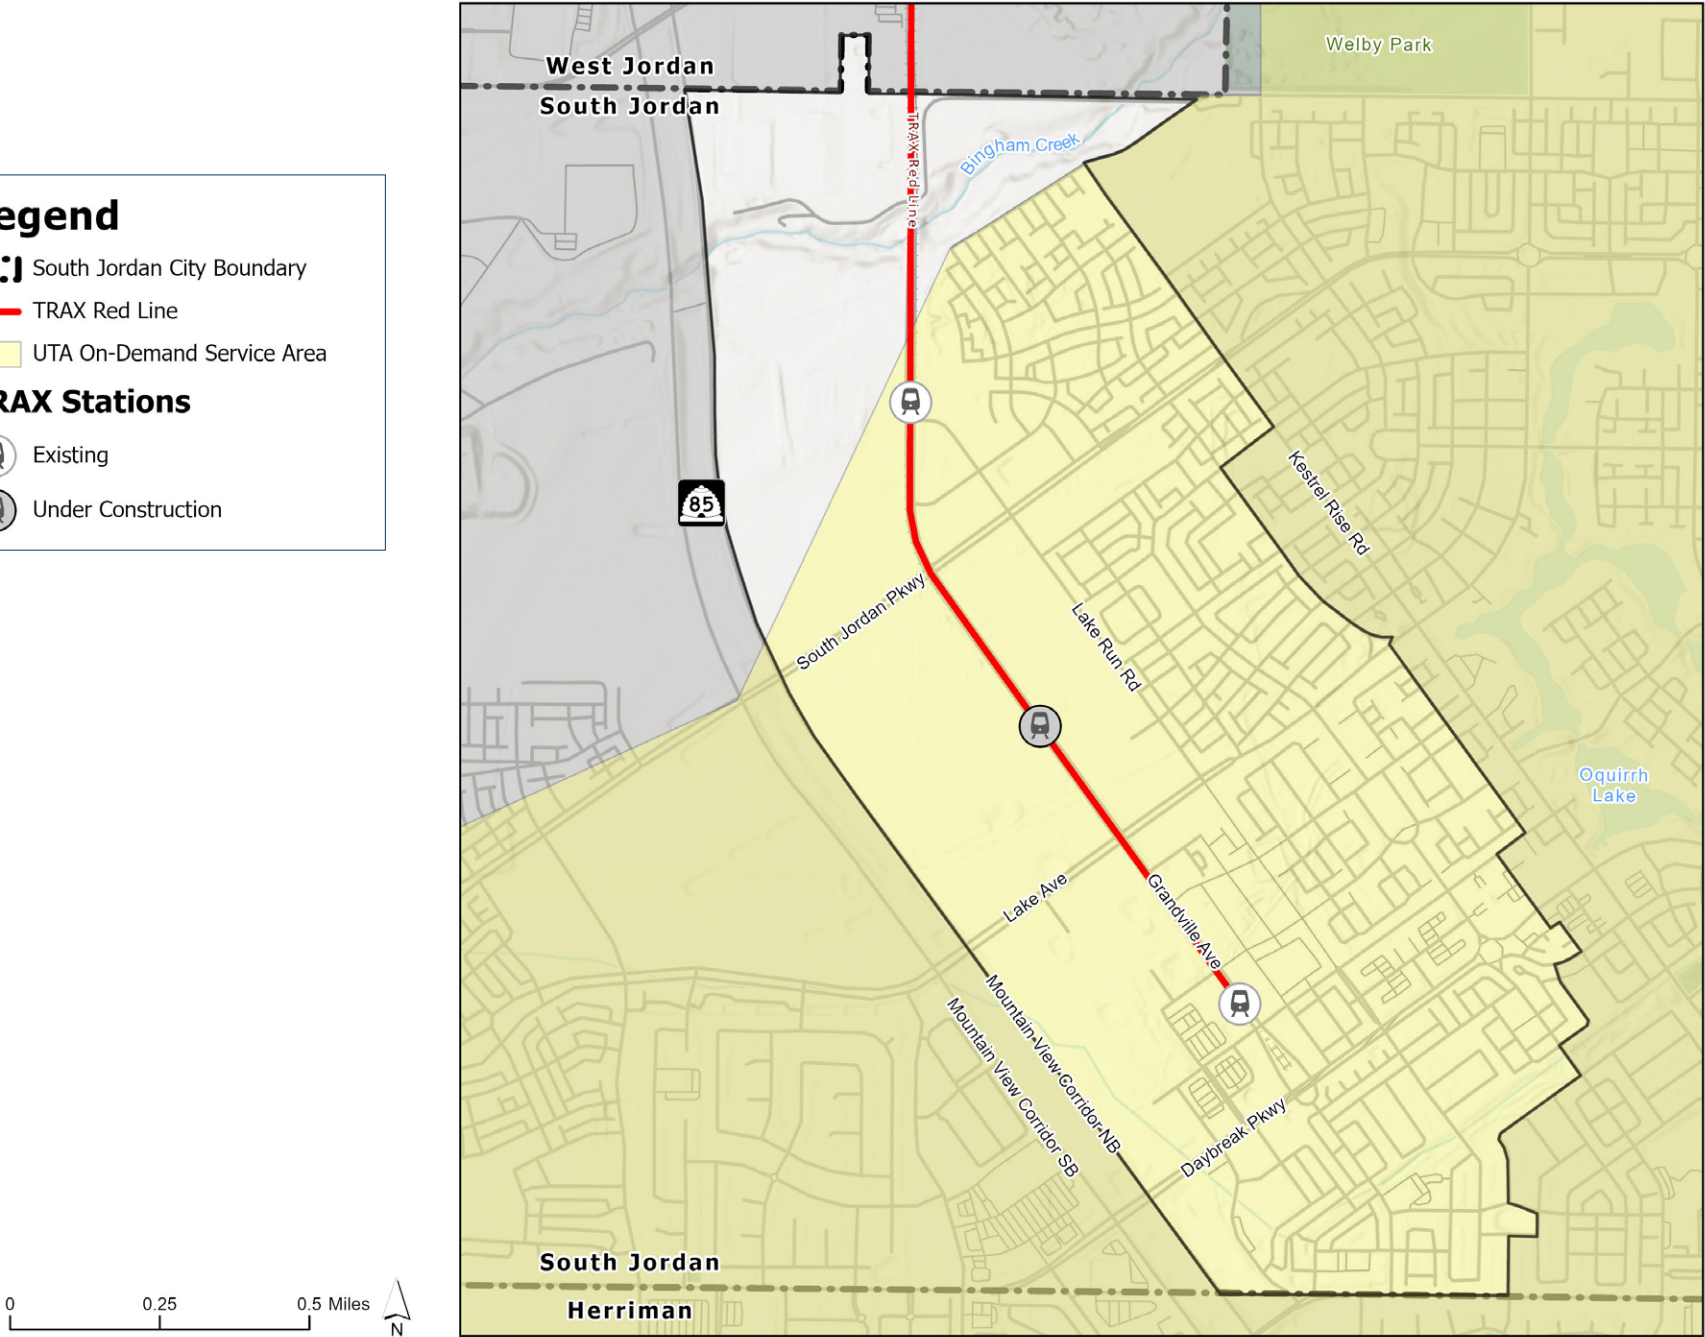 West Jordan
South Jordan
Welby Park
Bingham Creek
TRAX Red Line
egend
South Jordan City Boundary
TRAX Red Line
UTA On-Demand Service Area
RAX Stations
Existing
Under Construction
85
Kestrel Rise Rd
South Jordan Pkwy
Lake Run Rd
Oquirrh
Lake
Lake Ave
Grandville Ave
Mountain View Corridor NB
Mountain View Corridor SB
Daybreak Pkwy
South Jordan
Herriman
0 0.25 0.5 Miles
N